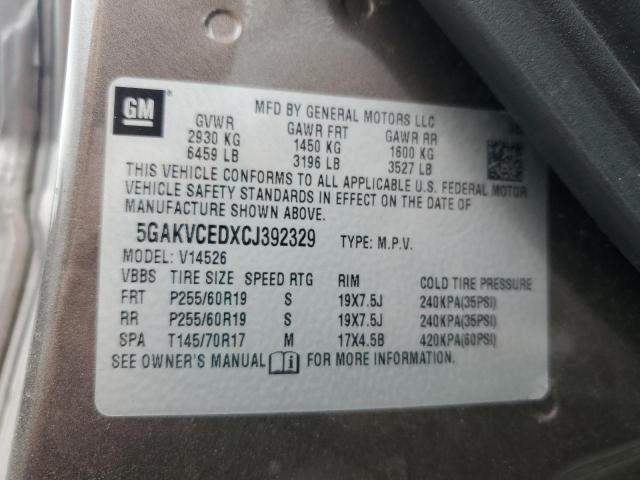 GM
MFD BY GENERAL MOTORS LLC
GVWR GAWR FRT GAWR RR
2930 KG 1450 KG 1600 KG
6459 LB 3196 LB 3527 LB
THIS VEHICLE CONFORMS TO ALL APPLICABLE U.S. FEDERAL MOTOR
VEHICLE SAFETY STANDARDS IN EFFECT ON THE DATE OF
MANUFACTURE SHOWN ABOVE.
5GAKVCEDXCJ392329 TYPE: M.P.V.
MODEL: V14526
VBBS TIRE SIZE SPEED RTG RIM COLD TIRE PRESSURE
FRT P255/60R19 S 19X7.5J 240KPA(35PSI)
RR P255/60R19 S 19X7.5J 240KPA(35PSI)
SPA T145/70R17 M 17X4.5B 420KPA(60PSI)
SEE OWNER'S MANUAL FOR MORE INFORMATION.